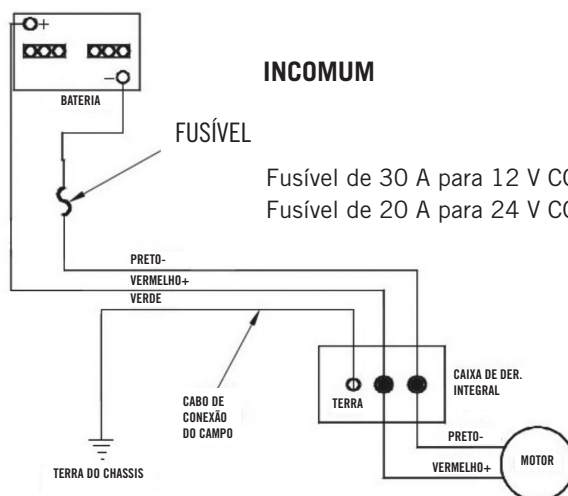 +
-
BATERIA
INCOMUM
FUSÍVEL
Fusível de 30 A para 12 V CC
Fusível de 20 A para 24 V CC
PRETO-
VERMELHO+
VERDE
CABO DE
CONEXÃO
DO CAMPO
TERRA
CAIXA DE DER.
INTEGRAL
PRETO-
VERMELHO+
MOTOR
TERRA DO CHASSIS